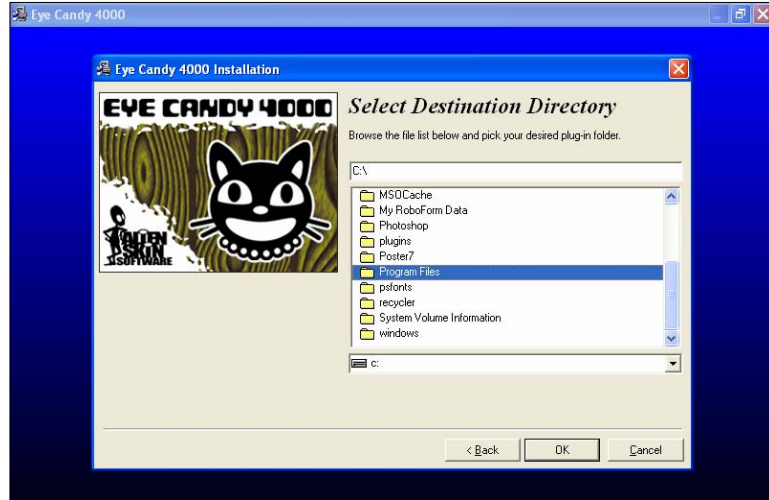 Eye Candy 4000
Eye Candy 4000 Installation
EYE CANDY 4000
ALIEN
SKIN
SOFTWARE
Select Destination Directory
Browse the file list below and pick your desired plug-in folder.
C:\
MSOCache
My RoboForm Data
Photoshop
plugins
Poster7
Program Files
psfonts
recycler
System Volume Information
windows
c:
< Back
OK
Cancel